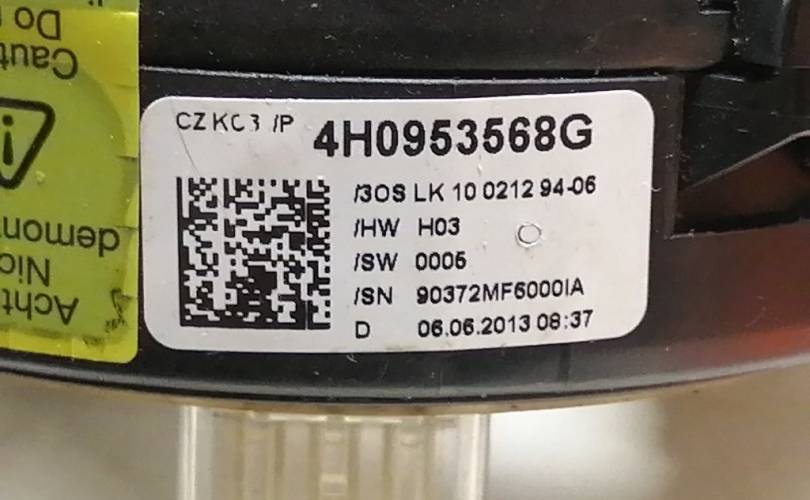 CZ KC3 /P 4H0953568G
/3OS LK 10 0212 94-06
/HW H03
/SW 0005
/SN 90372MF6000IA
D 06.06.2013 08:37
Do
Caut
demon
Nic
Acht